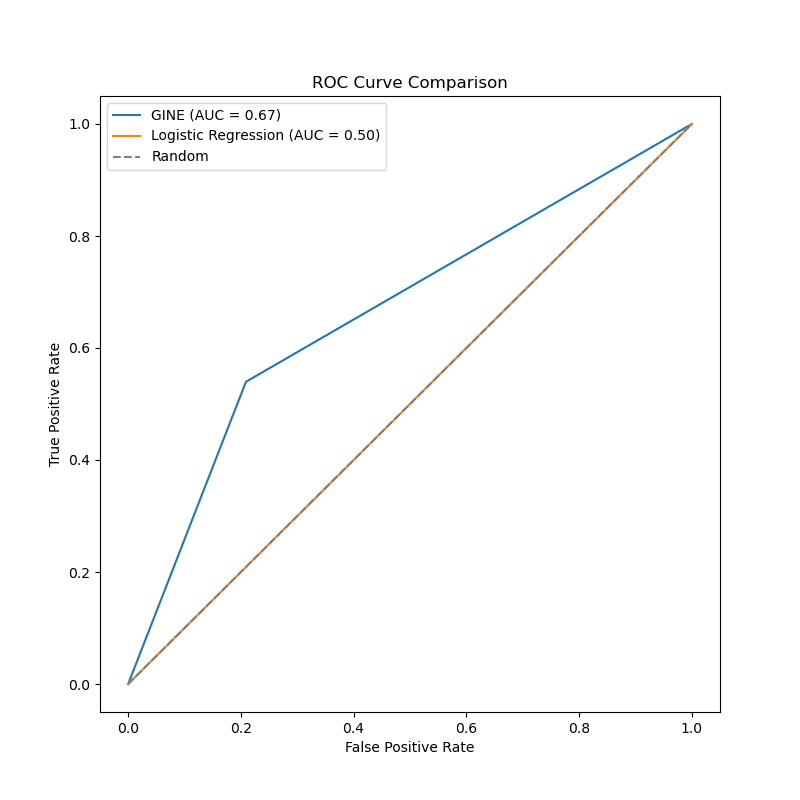 ROC Curve Comparison
GINE (AUC = 0.67)
Logistic Regression (AUC = 0.50)
Random
1.0
0.8
0.6
0.4
0.2
0.0
True Positive Rate
0.0 0.2 0.4 0.6 0.8 1.0
False Positive Rate